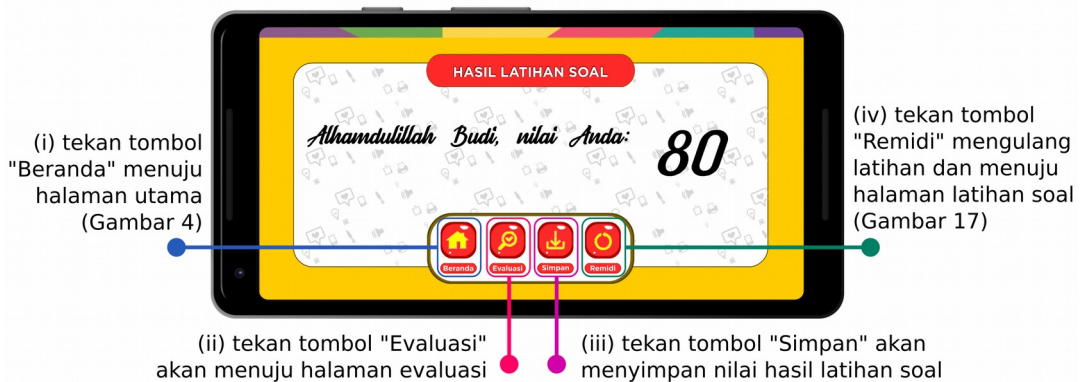 HASIL LATIHAN SOAL
Alhamdulillah Budi, nilai Anda:
80
Beranda
Evaluasi
Simpan
Remidi
(i) tekan tombol
"Beranda" menuju
halaman utama
(Gambar 4)
(ii) tekan tombol "Evaluasi"
akan menuju halaman evaluasi
(iii) tekan tombol "Simpan" akan
menyimpan nilai hasil latihan soal
(iv) tekan tombol
"Remidi" mengulang
latihan dan menuju
halaman latihan soal
(Gambar 17)